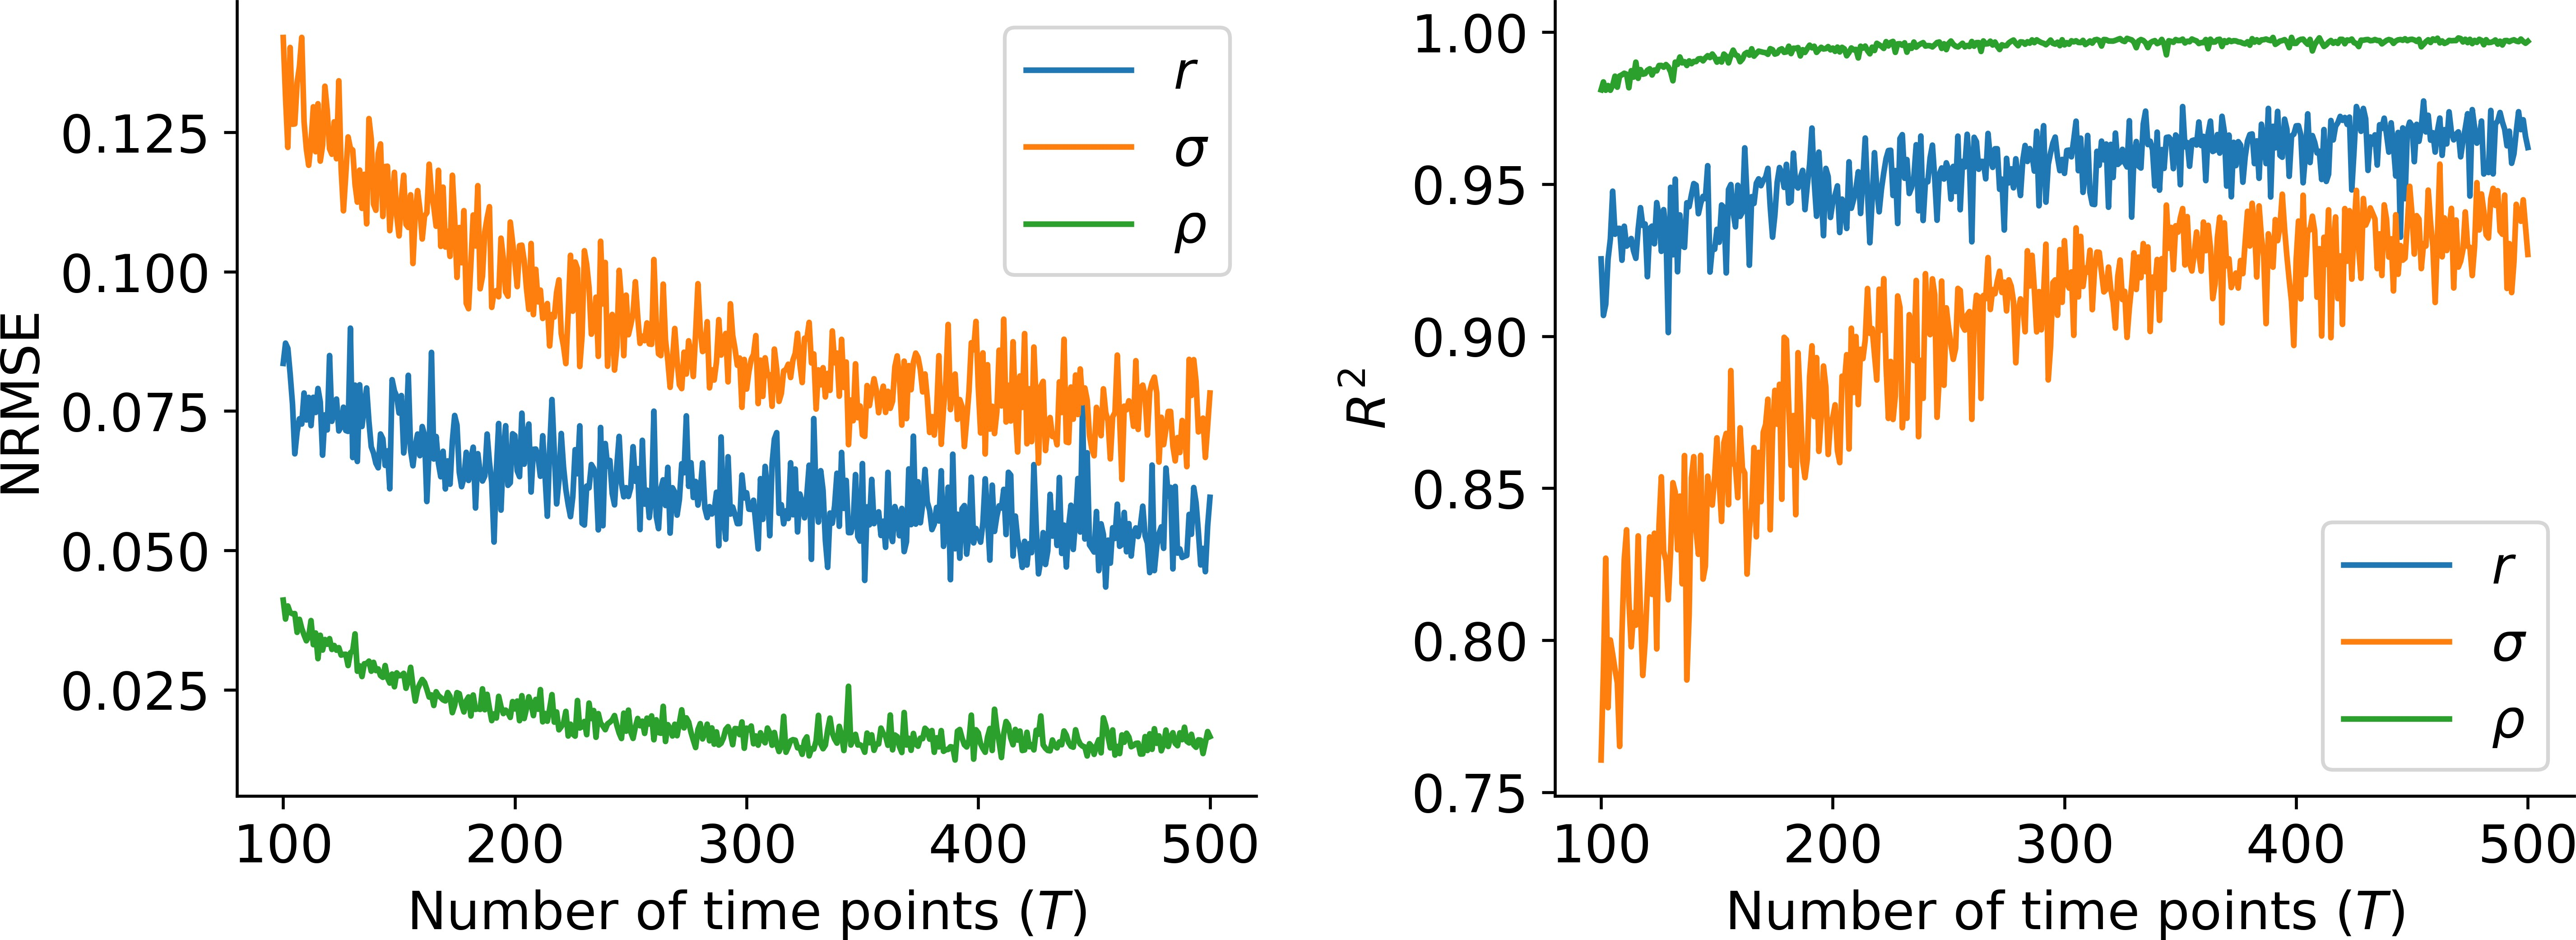 NRMSE
0.125
0.100
0.075
0.050
0.025
100 200 300 400 500
Number of time points (T)
r
σ
ρ
R²
1.00
0.95
0.90
0.85
0.80
0.75
100 200 300 400 500
Number of time points (T)
r
σ
ρ